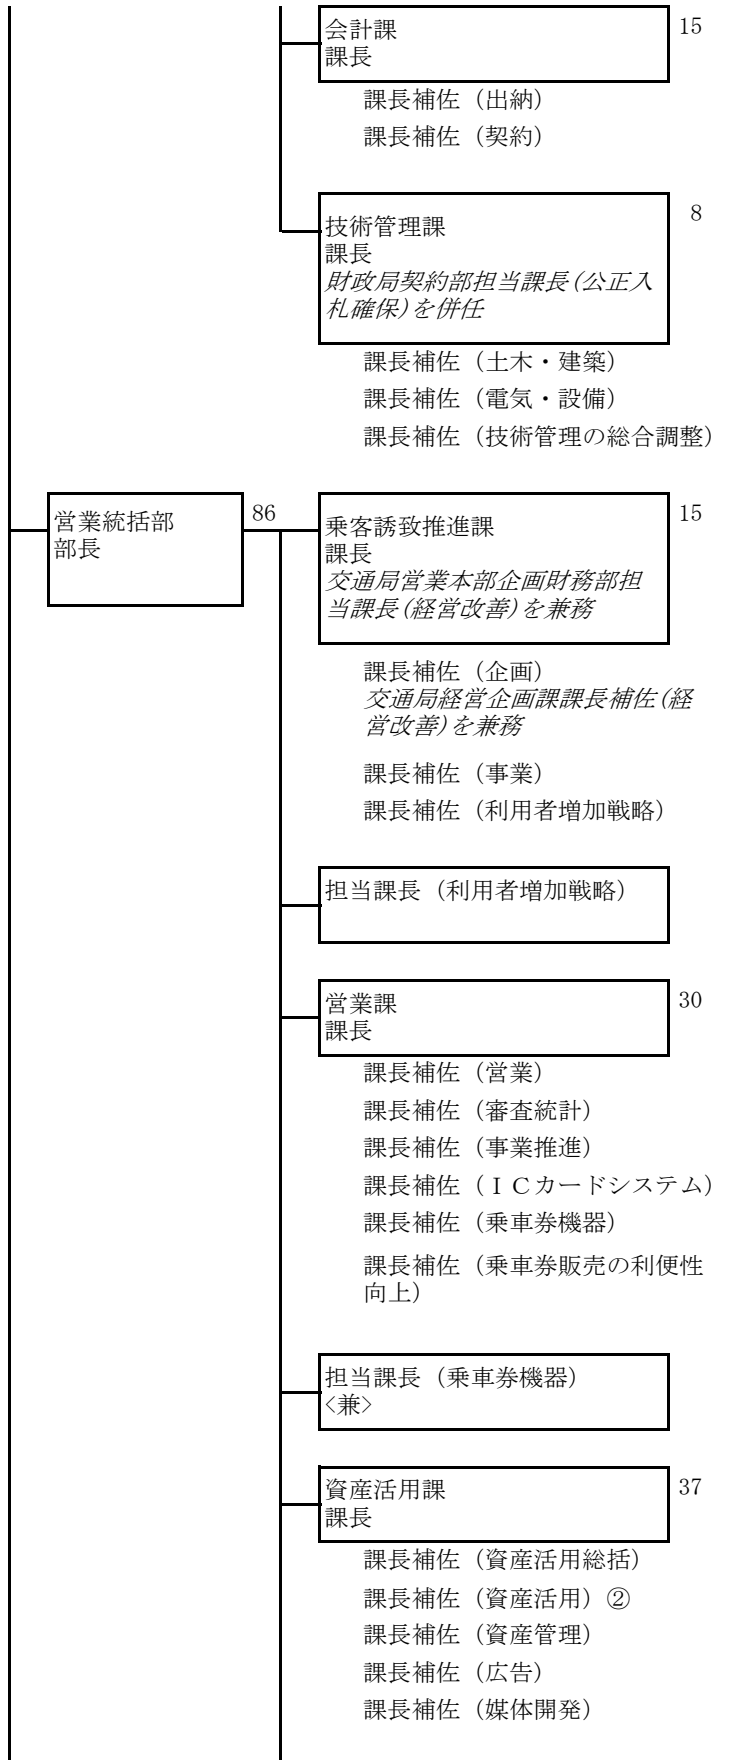 会計課
課長
15
課長補佐（出納）
課長補佐（契約）
技術管理課
課長
財政局契約部担当課長(公正入
札確保)を併任
8
課長補佐（土木・建築）
課長補佐（電気・設備）
課長補佐（技術管理の総合調整）
営業統括部
部長
86
乗客誘致推進課
課長
交通局営業本部企画財務部担
当課長(経営改善)を兼務
15
課長補佐（企画）
交通局経営企画課課長補佐(経
営改善)を兼務
課長補佐（事業）
課長補佐（利用者増加戦略）
担当課長（利用者増加戦略）
営業課
課長
30
課長補佐（営業）
課長補佐（審査統計）
課長補佐（事業推進）
課長補佐（ＩＣカードシステム）
課長補佐（乗車券機器）
課長補佐（乗車券販売の利便性
向上）
担当課長（乗車券機器）
<兼>
資産活用課
課長
37
課長補佐（資産活用総括）
課長補佐（資産活用）②
課長補佐（資産管理）
課長補佐（広告）
課長補佐（媒体開発）